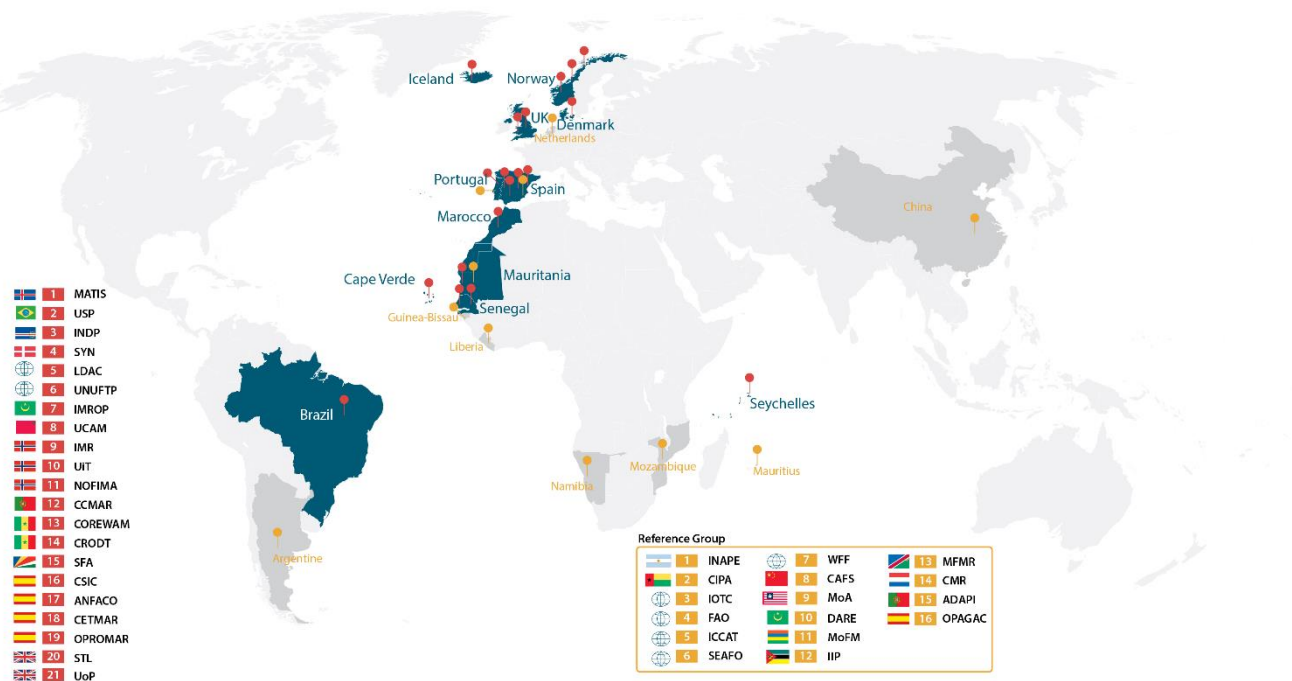 Iceland
Norway
UK
Denmark
Netherlands
Portugal
Spain
Marocco
China
Cape Verde
Mauritania
Guinea-Bissau
Senegal
Liberia
Brazil
Seychelles
Mozambique
Mauritius
Namibia
Argentine
1 MATIS
2 USP
3 INDP
4 SYN
5 LDAC
6 UNUFTP
7 IMROP
8 UCAM
9 IMR
10 UiT
11 NOFIMA
12 CCMAR
13 COREWAM
14 CRODT
15 SFA
16 CSIC
17 ANFACO
18 CETMAR
19 OPROMAR
20 STL
21 UoP
Reference Group
1 INAPE
2 CIPA
3 IOTC
4 FAO
5 ICCAT
6 SEAFO
7 WFF
8 CAFS
9 MoA
10 DARE
11 MoFM
12 IIP
13 MFMR
14 CMR
15 ADAPI
16 OPAGAC